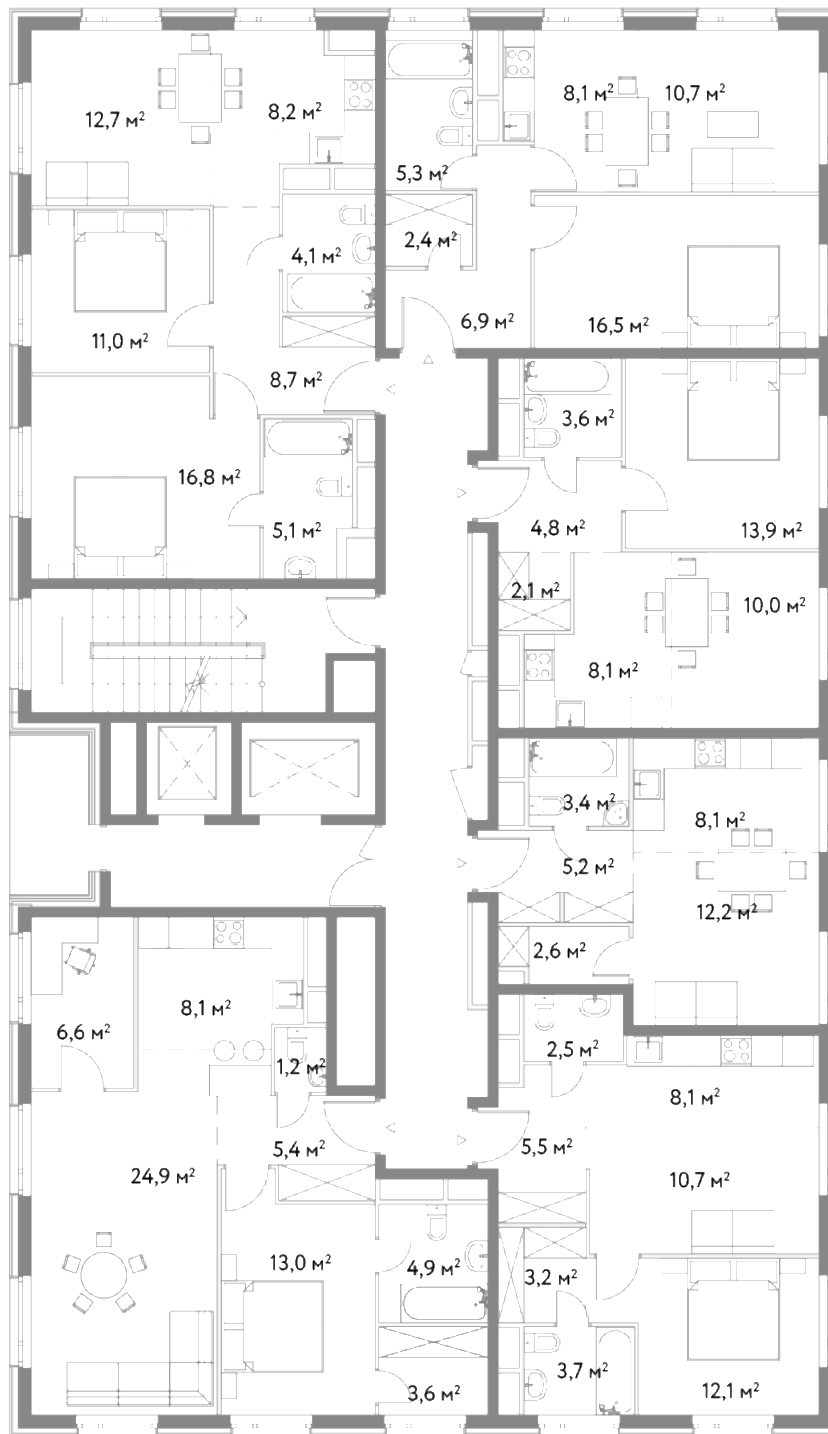 12,7 м²
8,2 м²
8,1 м²
10,7 м²
5,3 м²
2,4 м²
4,1 м²
6,9 м²
16,5 м²
11,0 м²
8,7 м²
3,6 м²
16,8 м²
5,1 м²
4,8 м²
13,9 м²
2,1 м²
10,0 м²
8,1 м²
3,4 м²
8,1 м²
5,2 м²
12,2 м²
2,6 м²
8,1 м²
6,6 м²
1,2 м²
2,5 м²
8,1 м²
5,4 м²
5,5 м²
24,9 м²
10,7 м²
13,0 м²
4,9 м²
3,2 м²
3,7 м²
3,6 м²
12,1 м²